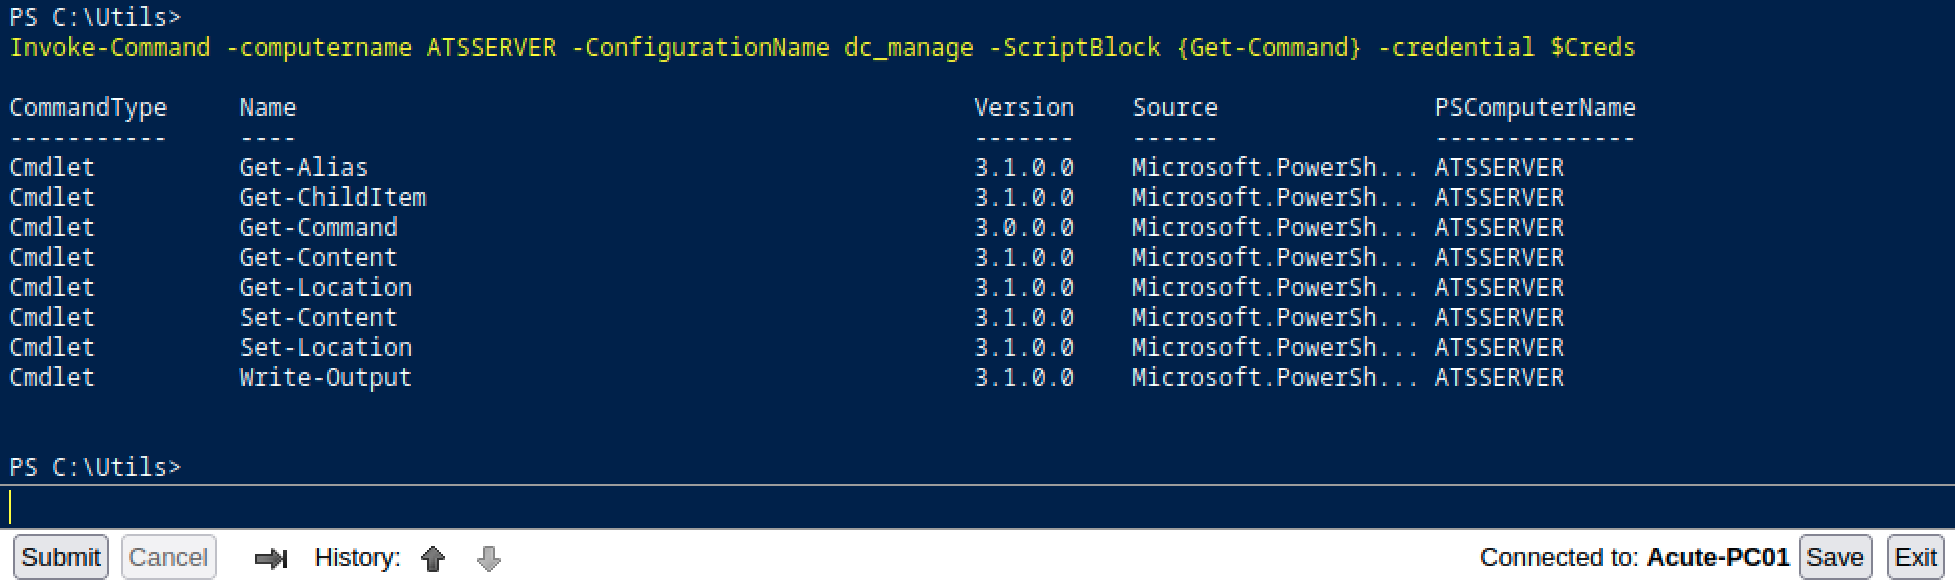 PS C:\Utils>
Invoke-Command -computername ATSSERVER -ConfigurationName dc_manage -ScriptBlock {Get-Command} -credential $Creds
CommandType Name Version Source PSComputerName
----------- ---- ------- ------ --------------
Cmdlet Get-Alias 3.1.0.0 Microsoft.PowerSh... ATSSERVER
Cmdlet Get-ChildItem 3.1.0.0 Microsoft.PowerSh... ATSSERVER
Cmdlet Get-Command 3.0.0.0 Microsoft.PowerSh... ATSSERVER
Cmdlet Get-Content 3.1.0.0 Microsoft.PowerSh... ATSSERVER
Cmdlet Get-Location 3.1.0.0 Microsoft.PowerSh... ATSSERVER
Cmdlet Set-Content 3.1.0.0 Microsoft.PowerSh... ATSSERVER
Cmdlet Set-Location 3.1.0.0 Microsoft.PowerSh... ATSSERVER
Cmdlet Write-Output 3.1.0.0 Microsoft.PowerSh... ATSSERVER
PS C:\Utils>
Submit Cancel History: Connected to: Acute-PC01 Save Exit